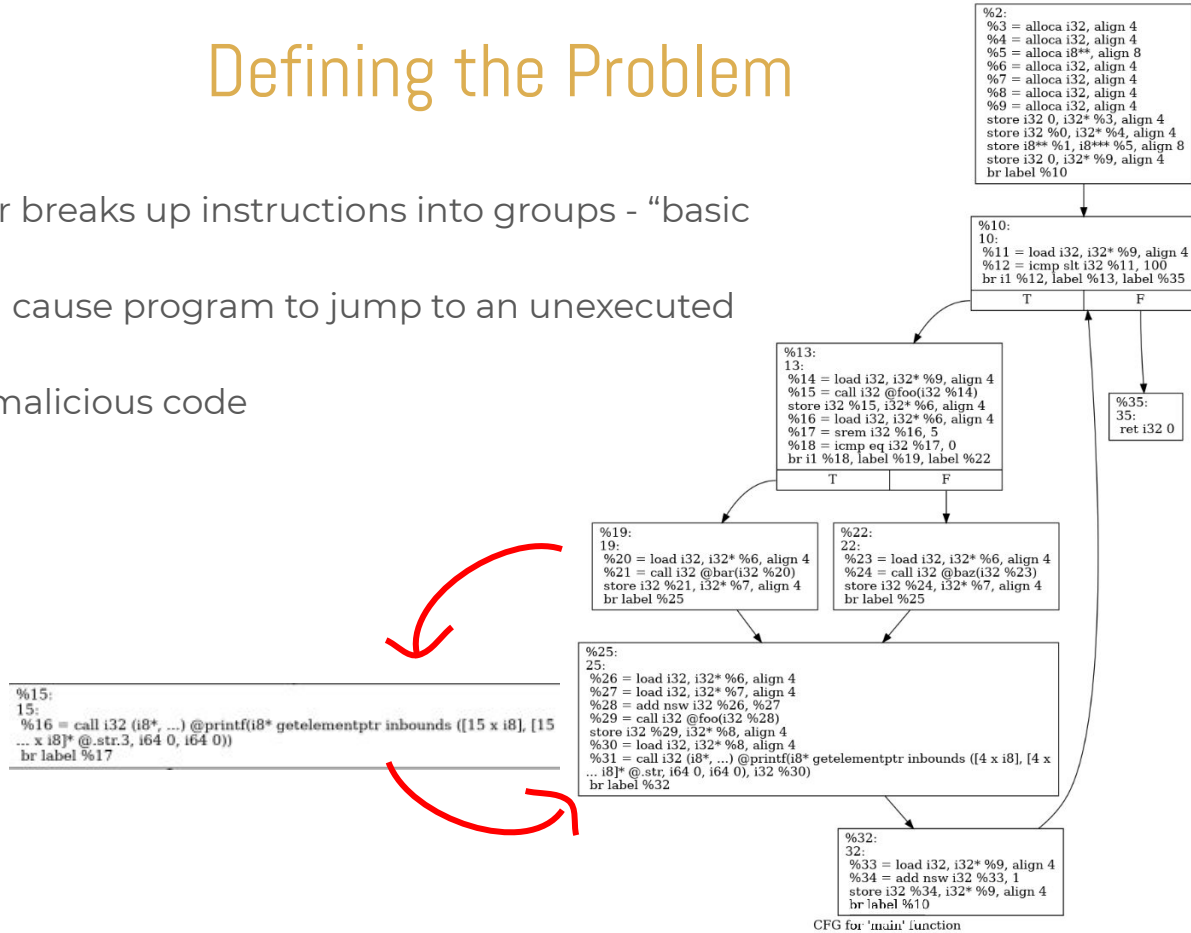 Defining the Problem
r breaks up instructions into groups - “basic
cause program to jump to an unexecuted
malicious code
%2:
%3 = alloca i32, align 4
%4 = alloca i32, align 4
%5 = alloca i8**, align 8
%6 = alloca i32, align 4
%7 = alloca i32, align 4
%8 = alloca i32, align 4
%9 = alloca i32, align 4
store i32 0, i32* %3, align 4
store i32 %0, i32* %4, align 4
store i8** %1, i8*** %5, align 8
store i32 0, i32* %9, align 4
br label %10
%10:
10:
%11 = load i32, i32* %9, align 4
%12 = icmp slt i32 %11, 100
br i1 %12, label %13, label %35
T F
%13:
13:
%14 = load i32, i32* %9, align 4
%15 = call i32 @foo(i32 %14)
store i32 %15, i32* %6, align 4
%16 = load i32, i32* %6, align 4
%17 = srem i32 %16, 5
%18 = icmp eq i32 %17, 0
br i1 %18, label %19, label %22
T F
%35:
35:
ret i32 0
%19:
19:
%20 = load i32, i32* %6, align 4
%21 = call i32 @bar(i32 %20)
store i32 %21, i32* %7, align 4
br label %25
%22:
22:
%23 = load i32, i32* %6, align 4
%24 = call i32 @baz(i32 %23)
store i32 %24, i32* %7, align 4
br label %25
%15:
15:
%16 = call i32 (i8*, ...) @printf(i8* getelementptr inbounds ([15 x i8], [15
... x i8]* @.str.3, i64 0, i64 0))
br label %17
%25:
25:
%26 = load i32, i32* %6, align 4
%27 = load i32, i32* %7, align 4
%28 = add nsw i32 %26, %27
%29 = call i32 @foo(i32 %28)
store i32 %29, i32* %8, align 4
%30 = load i32, i32* %8, align 4
%31 = call i32 (i8*, ...) @printf(i8* getelementptr inbounds ([4 x i8], [4 x
... i8]* @.str, i64 0, i64 0), i32 %30)
br label %32
%32:
32:
%33 = load i32, i32* %9, align 4
%34 = add nsw i32 %33, 1
store i32 %34, i32* %9, align 4
br label %10
CFG for 'main' function